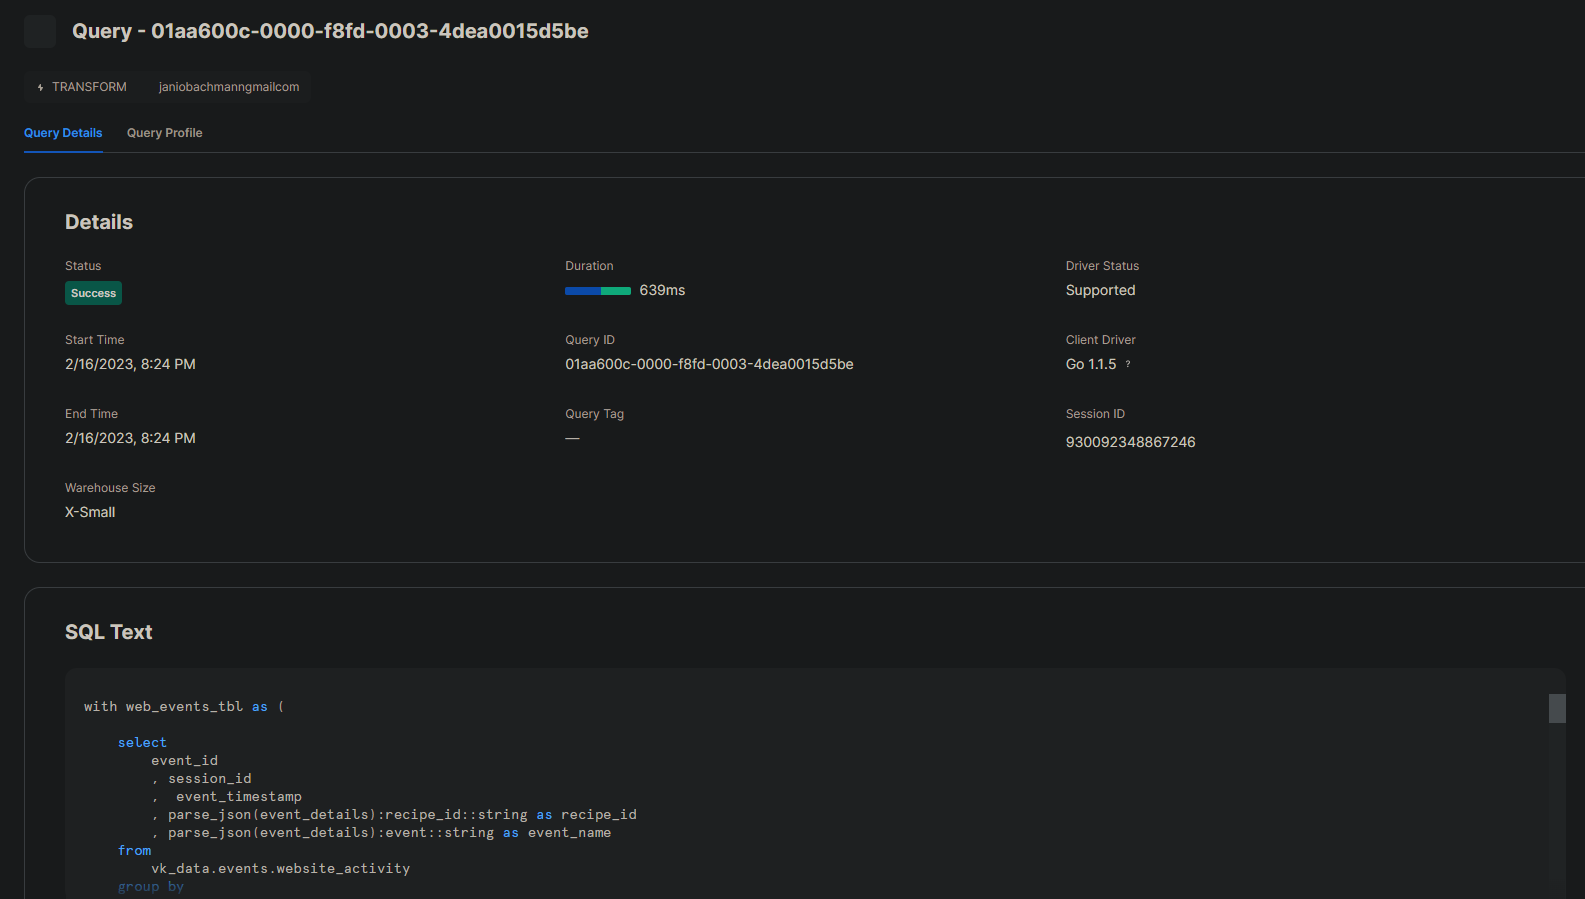 Query - 01aa600c-0000-f8fd-0003-4dea0015d5be
TRANSFORM janiobachmanngmailcom
Query Details Query Profile
Details
Status Duration Driver Status
Success 639ms Supported
Start Time Query ID Client Driver
2/16/2023, 8:24 PM 01aa600c-0000-f8fd-0003-4dea0015d5be Go 1.1.5 ?
End Time Query Tag Session ID
2/16/2023, 8:24 PM — 930092348867246
Warehouse Size
X-Small
SQL Text
with web_events_tbl as (
select
event_id
, session_id
,  event_timestamp
, parse_json(event_details):recipe_id::string as recipe_id
, parse_json(event_details):event::string as event_name
from
vk_data.events.website_activity
group by